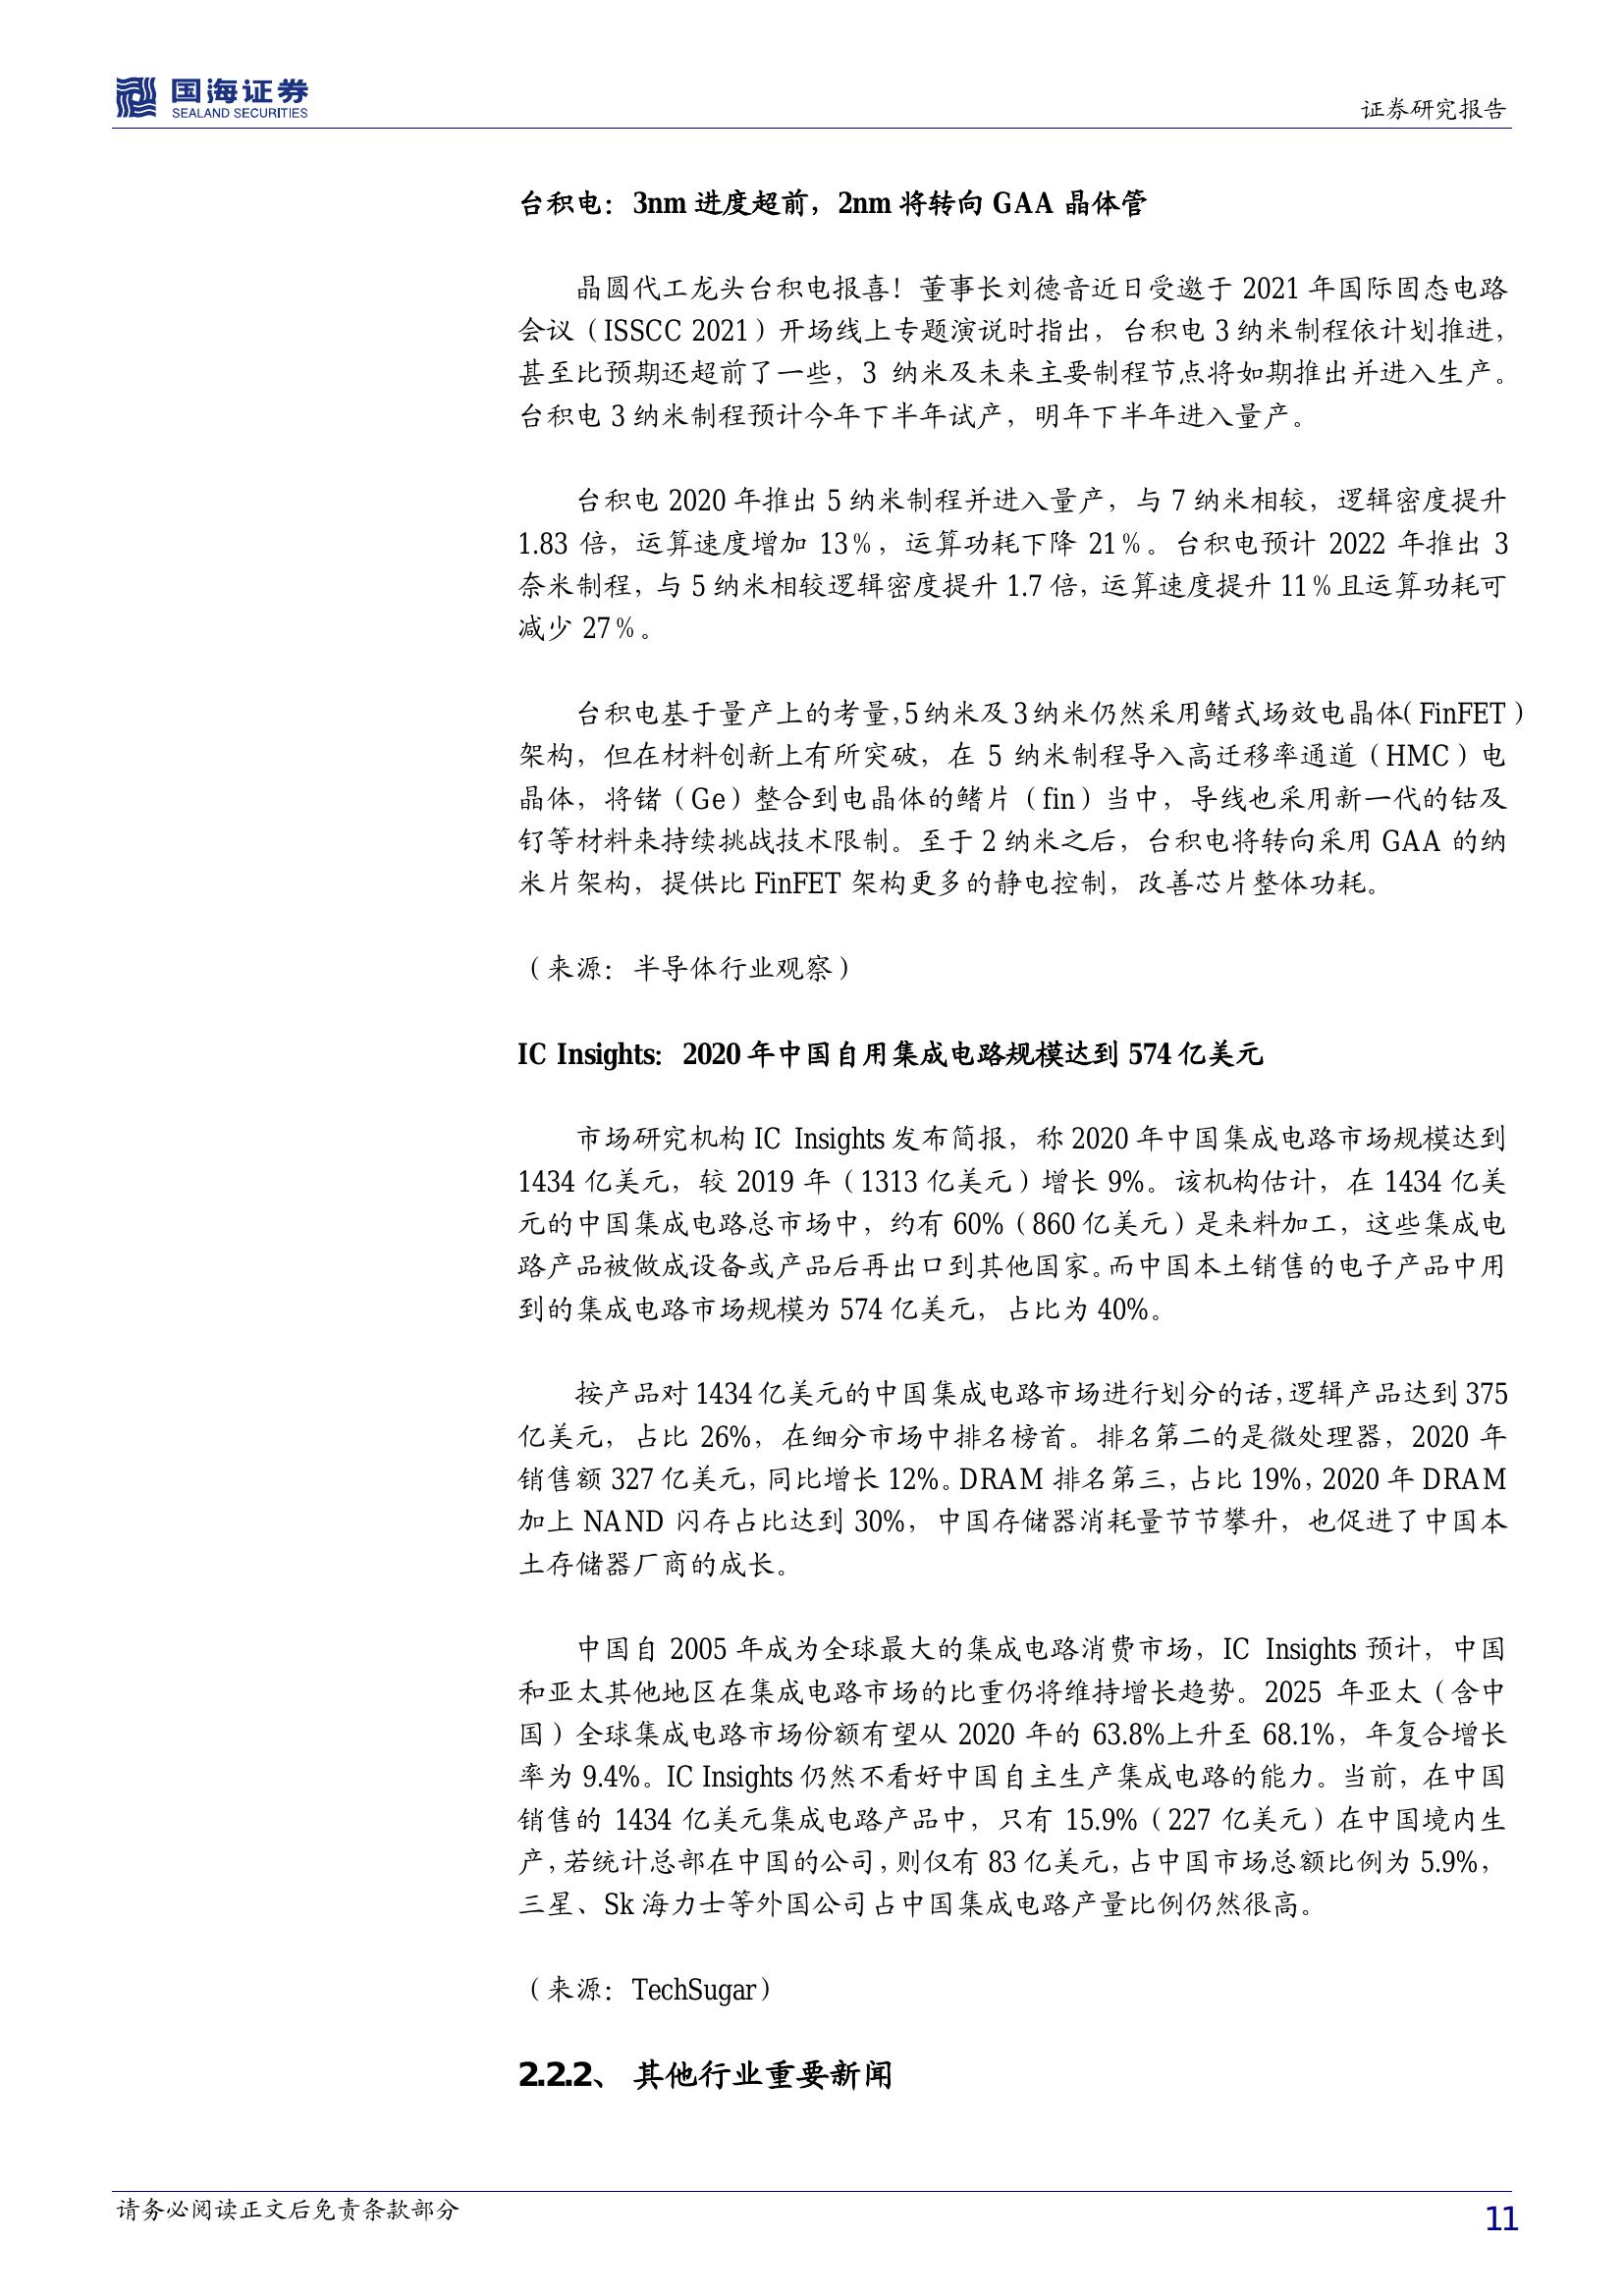 国海证券
SEALAND SECURITIES
证券研究报告
台积电：3nm 进度超前，2nm 将转向 GAA 晶体管
晶圆代工龙头台积电报喜！董事长刘德音近日受邀于 2021 年国际固态电路
会议（ISSCC 2021）开场线上专题演说时指出，台积电 3 纳米制程依计划推进，
甚至比预期还超前了一些，3 纳米及未来主要制程节点将如期推出并进入生产。
台积电 3 纳米制程预计今年下半年试产，明年下半年进入量产。
台积电 2020 年推出 5 纳米制程并进入量产，与 7 纳米相较，逻辑密度提升
1.83 倍，运算速度增加 13％，运算功耗下降 21％。台积电预计 2022 年推出 3
奈米制程，与 5 纳米相较逻辑密度提升 1.7 倍，运算速度提升 11％且运算功耗可
减少 27％。
台积电基于量产上的考量，5 纳米及 3 纳米仍然采用鳍式场效电晶体（FinFET）
架构，但在材料创新上有所突破，在 5 纳米制程导入高迁移率通道（HMC）电
晶体，将锗（Ge）整合到电晶体的鳍片（fin）当中，导线也采用新一代的钴及
钌等材料来持续挑战技术限制。至于 2 纳米之后，台积电将转向采用 GAA 的纳
米片架构，提供比 FinFET 架构更多的静电控制，改善芯片整体功耗。
（来源：半导体行业观察）
IC Insights：2020 年中国自用集成电路规模达到 574 亿美元
市场研究机构 IC Insights 发布简报，称 2020 年中国集成电路市场规模达到
1434 亿美元，较 2019 年（1313 亿美元）增长 9%。该机构估计，在 1434 亿美
元的中国集成电路总市场中，约有 60%（860 亿美元）是来料加工，这些集成电
路产品被做成设备或产品后再出口到其他国家。而中国本土销售的电子产品中用
到的集成电路市场规模为 574 亿美元，占比为 40%。
按产品对 1434 亿美元的中国集成电路市场进行划分的话，逻辑产品达到 375
亿美元，占比 26%，在细分市场中排名榜首。排名第二的是微处理器，2020 年
销售额 327 亿美元，同比增长 12%。DRAM 排名第三，占比 19%，2020 年 DRAM
加上 NAND 闪存占比达到 30%，中国存储器消耗量节节攀升，也促进了中国本
土存储器厂商的成长。
中国自 2005 年成为全球最大的集成电路消费市场，IC Insights 预计，中国
和亚太其他地区在集成电路市场的比重仍将维持增长趋势。2025 年亚太（含中
国）全球集成电路市场份额有望从 2020 年的 63.8%上升至 68.1%，年复合增长
率为 9.4%。IC Insights 仍然不看好中国自主生产集成电路的能力。当前，在中国
销售的 1434 亿美元集成电路产品中，只有 15.9%（227 亿美元）在中国境内生
产，若统计总部在中国的公司，则仅有 83 亿美元，占中国市场总额比例为 5.9%，
三星、Sk 海力士等外国公司占中国集成电路产量比例仍然很高。
（来源：TechSugar）
2.2.2、 其他行业重要新闻
请务必阅读正文后免责条款部分
11